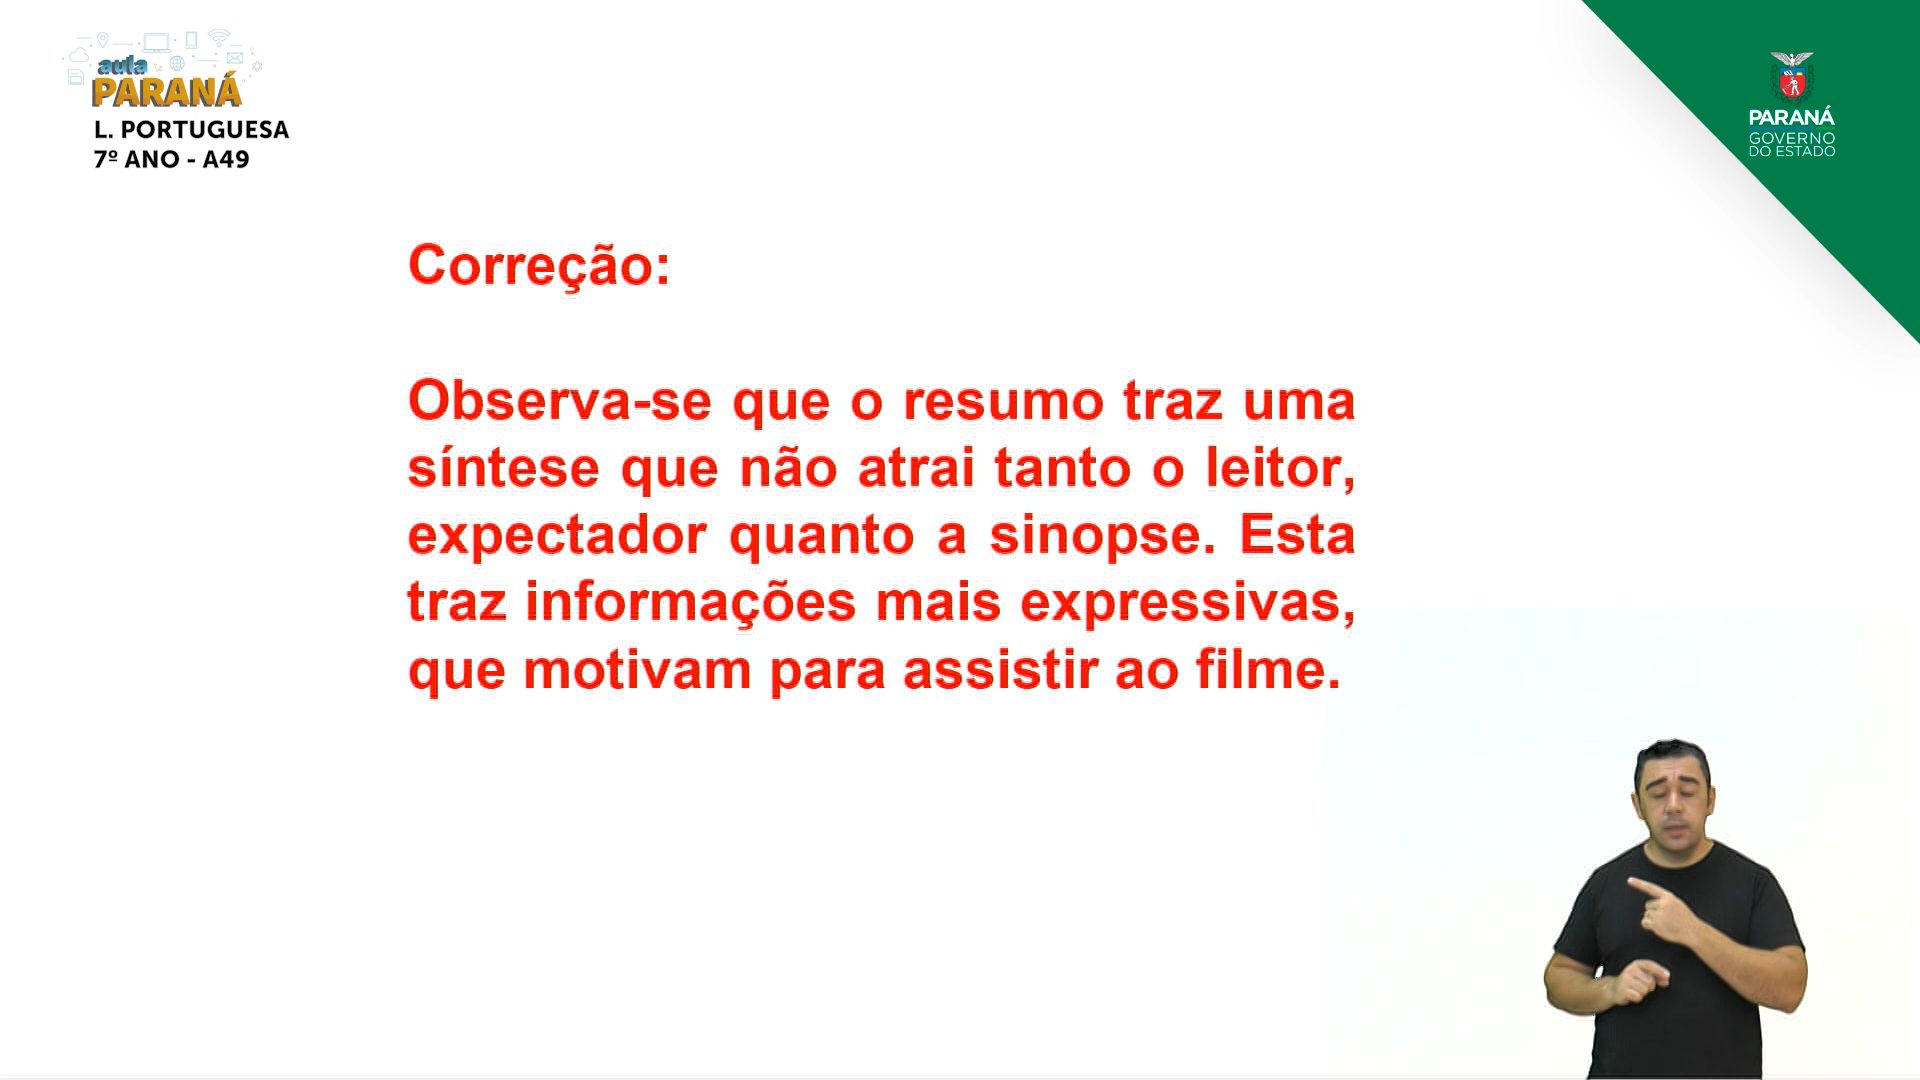 aula
PARANÁ
L. PORTUGUESA
7º ANO - A49
PARANÁ
GOVERNO
DO ESTADO
Correção:
Observa-se que o resumo traz uma
síntese que não atrai tanto o leitor,
expectador quanto a sinopse. Esta
traz informações mais expressivas,
que motivam para assistir ao filme.